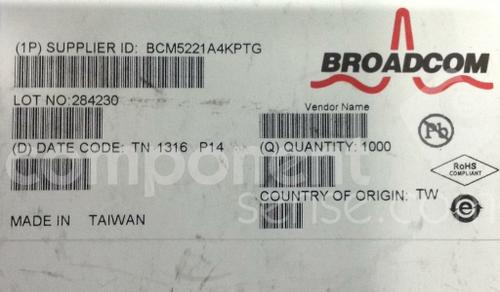 (1P) SUPPLIER ID: BCM5221A4KPTG
BROADCOM
LOT NO:284230
Vendor Name
Pb
(D) DATE CODE: TN 1316 P14
(Q) QUANTITY: 1000
component
RoHS
COMPLIANT
sense.com
COUNTRY OF ORIGIN: TW
e
MADE IN TAIWAN